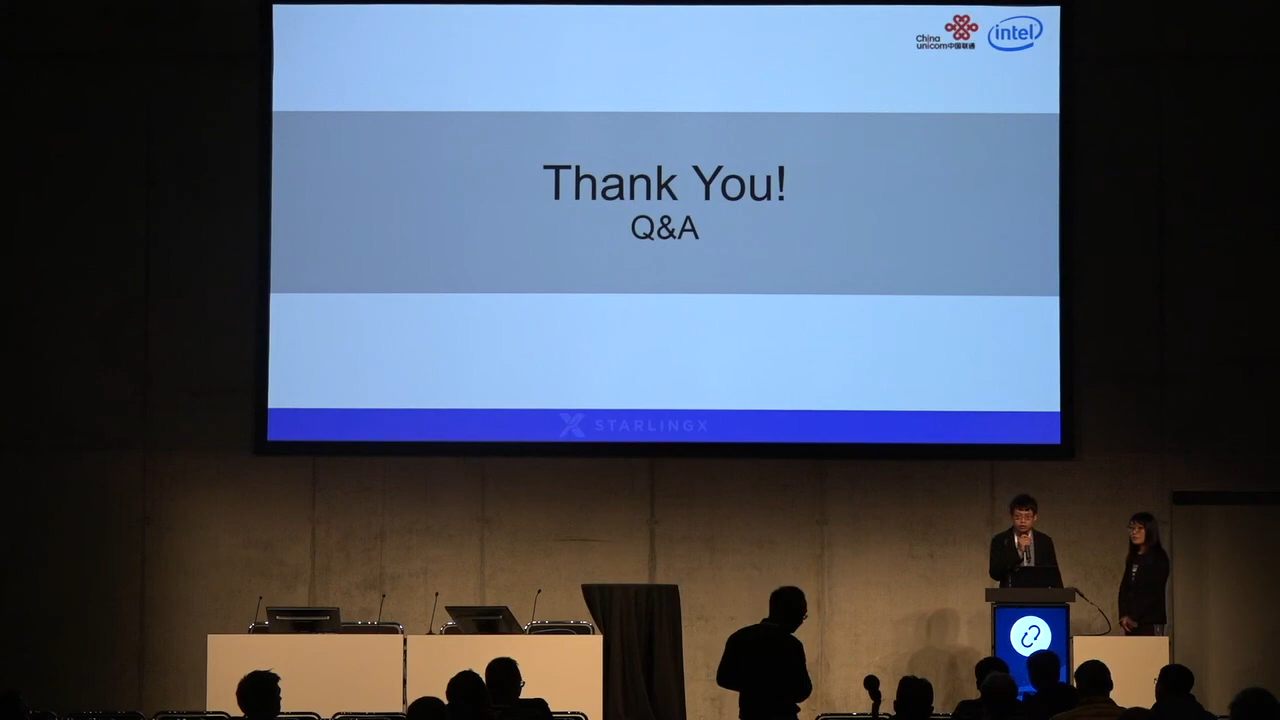 China
unicom中国联通
intel
Thank You!
Q&A
STARLINGX